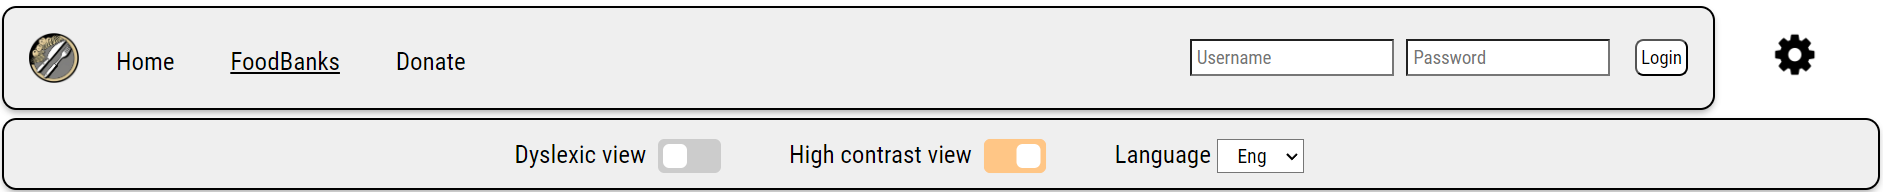 Home FoodBanks Donate Username Password Login
Dyslexic view High contrast view Language Eng